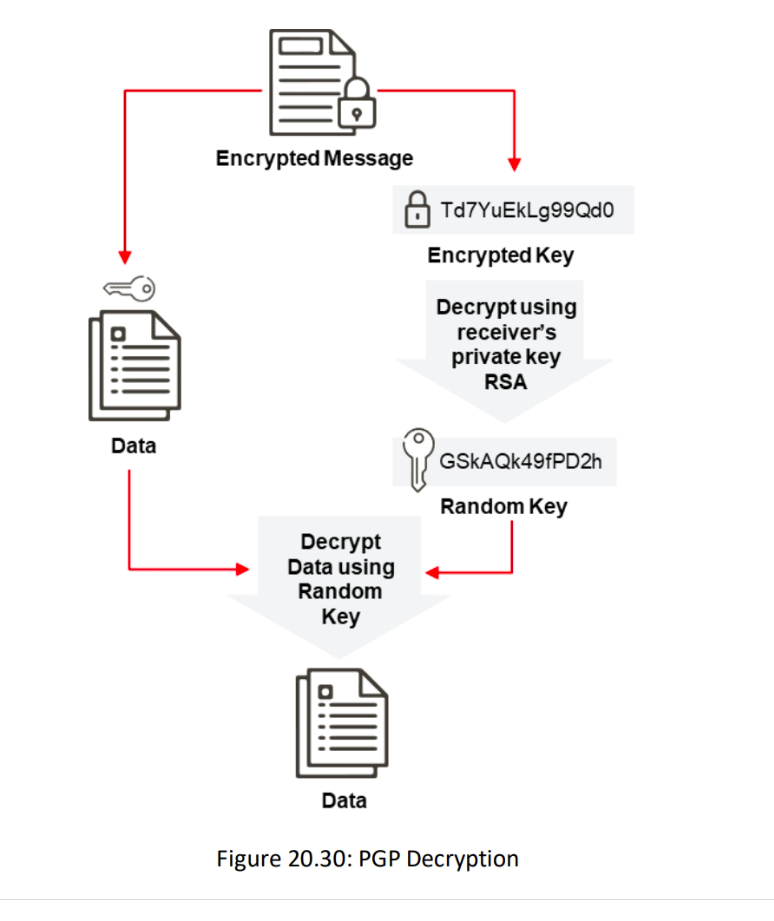 Encrypted Message
Td7YuEkLg99Qd0
Encrypted Key
Decrypt using
receiver's
private key
RSA
Data
GSkAQk49fPD2h
Random Key
Decrypt
Data using
Random
Key
Data
Figure 20.30: PGP Decryption